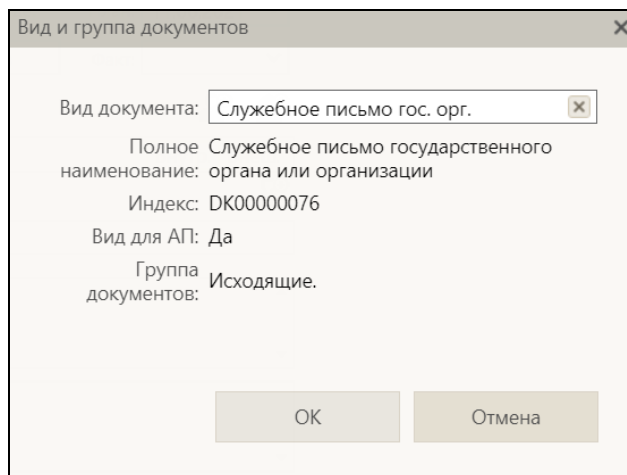 Вид и группа документов
Вид документа: Служебное письмо гос. орг.
Полное Служебное письмо государственного
наименование: органа или организации
Индекс: DK00000076
Вид для АП: Да
Группа
документов: Исходящие.
ОК Отмена